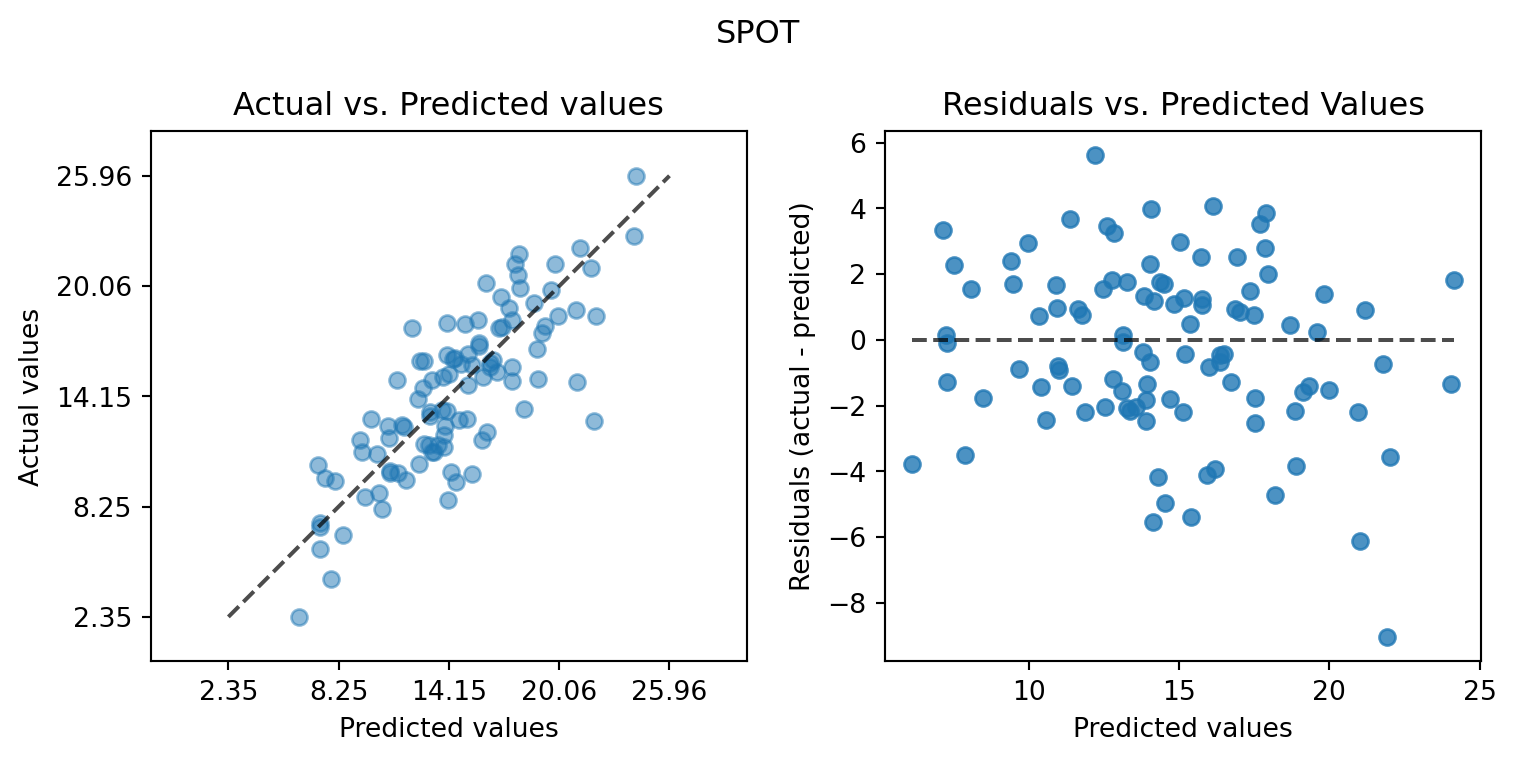 SPOT
Actual vs. Predicted values
Actual values
25.96
20.06
14.15
8.25
2.35
2.35 8.25 14.15 20.06 25.96
Predicted values
Residuals vs. Predicted Values
Residuals (actual - predicted)
6
4
2
0
−2
−4
−6
−8
10 15 20 25
Predicted values